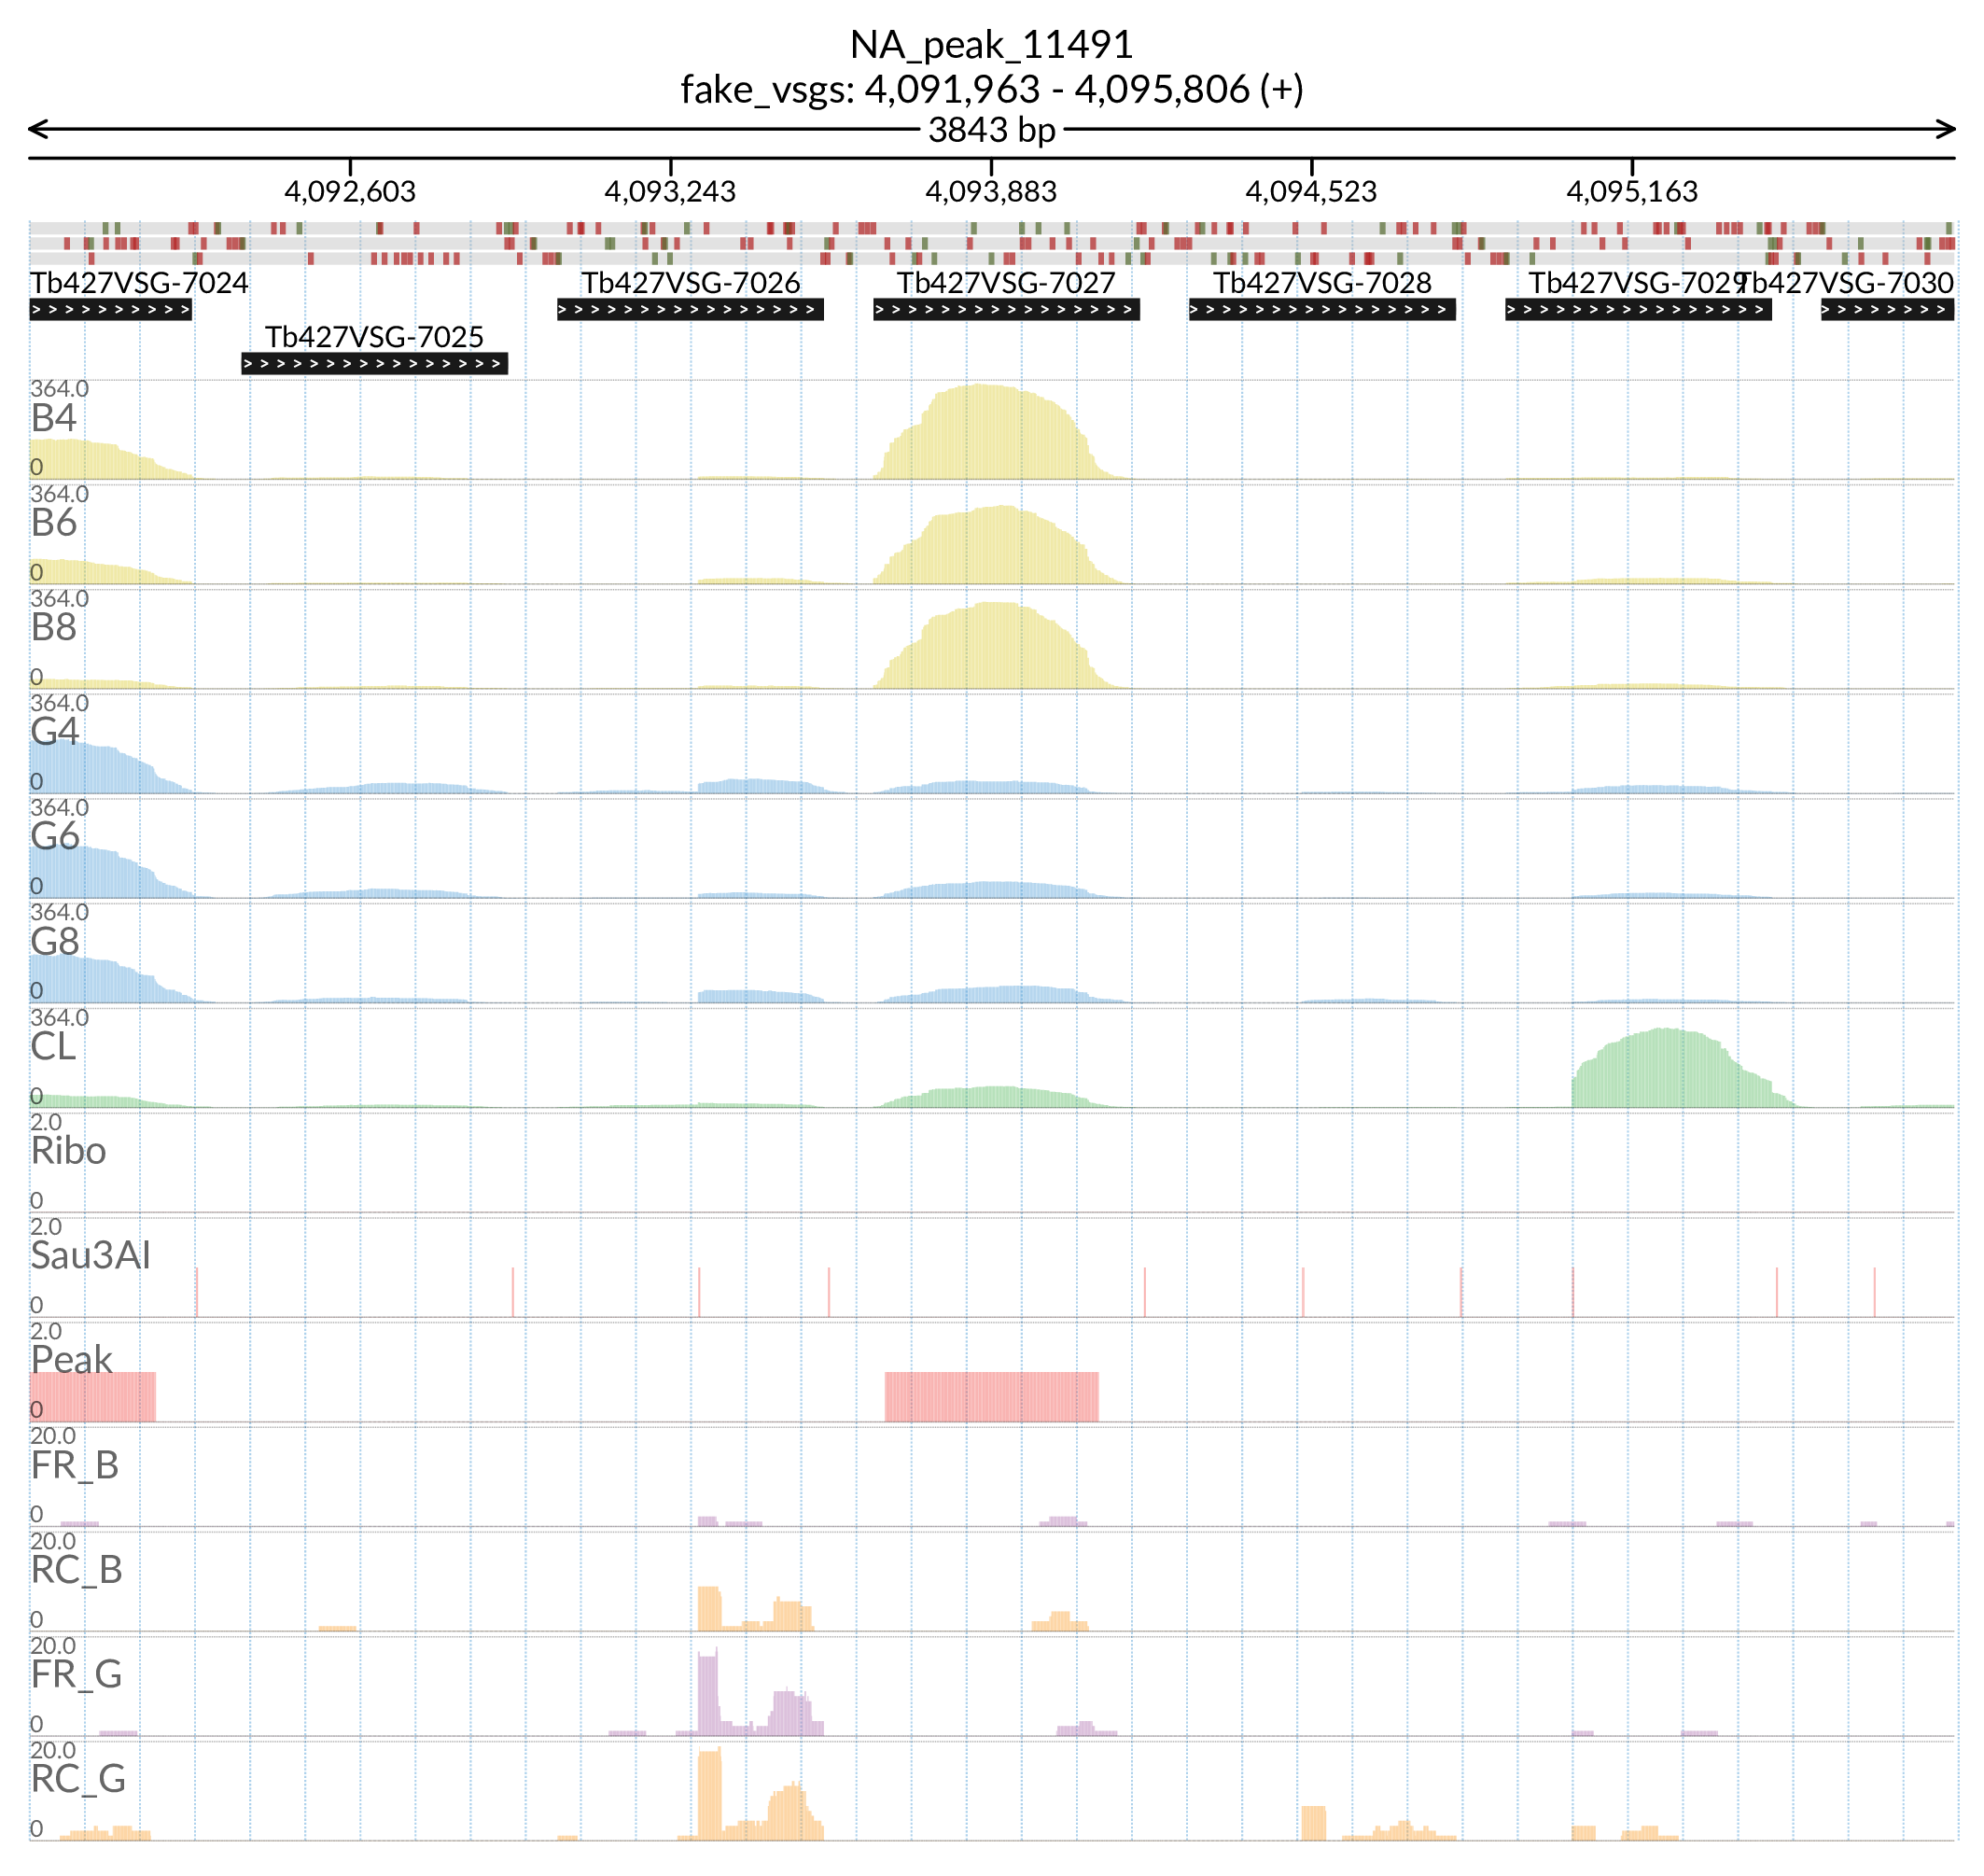 NA_peak_11491
fake_vsgs: 4,091,963 - 4,095,806 (+)
3843 bp
4,092,603 4,093,243 4,093,883 4,094,523 4,095,163
Tb427VSG-7024 Tb427VSG-7026 Tb427VSG-7027 Tb427VSG-7028 Tb427VSG-7029 Tb427VSG-7030
Tb427VSG-7025
364.0
B4
0
364.0
B6
0
364.0
B8
0
364.0
G4
0
364.0
G6
0
364.0
G8
0
364.0
CL
0
2.0
Ribo
0
2.0
Sau3AI
0
2.0
Peak
0
20.0
FR_B
0
20.0
RC_B
0
20.0
FR_G
0
20.0
RC_G
0